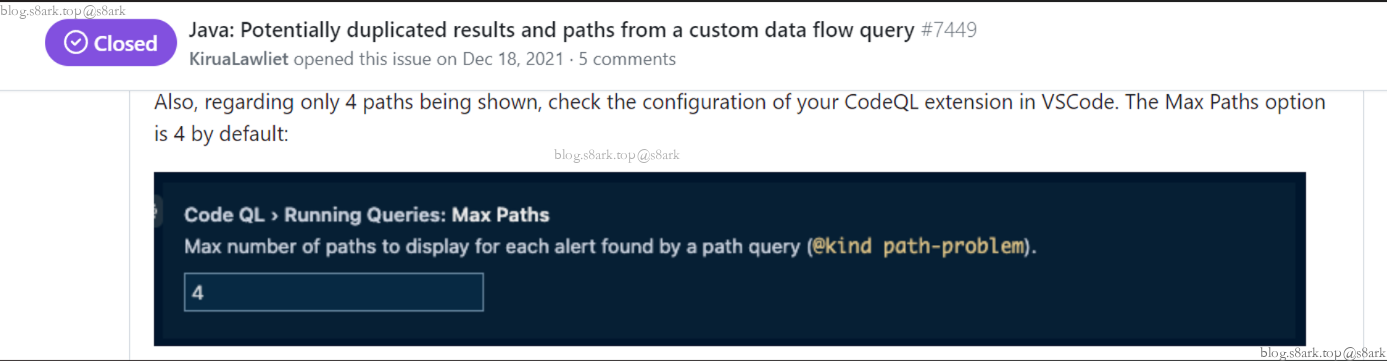 blog.s8ark.top@s8ark
Closed
Java: Potentially duplicated results and paths from a custom data flow query #7449
KiruaLawliet opened this issue on Dec 18, 2021 · 5 comments
Also, regarding only 4 paths being shown, check the configuration of your CodeQL extension in VSCode. The Max Paths option
is 4 by default:
blog.s8ark.top@s8ark
Code QL › Running Queries: Max Paths
Max number of paths to display for each alert found by a path query (@kind path-problem).
4
blog.s8ark.top@s8ark